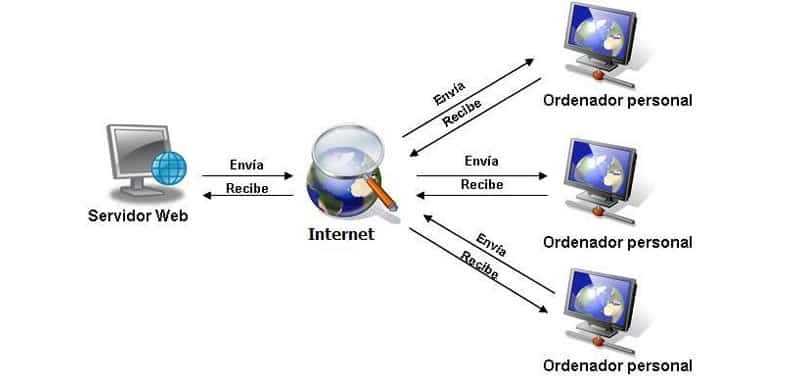 Envía
Recibe
Ordenador personal
Envía
Recibe
Servidor Web
Internet
Envía
Recibe
Ordenador personal
Envía
Recibe
Ordenador personal